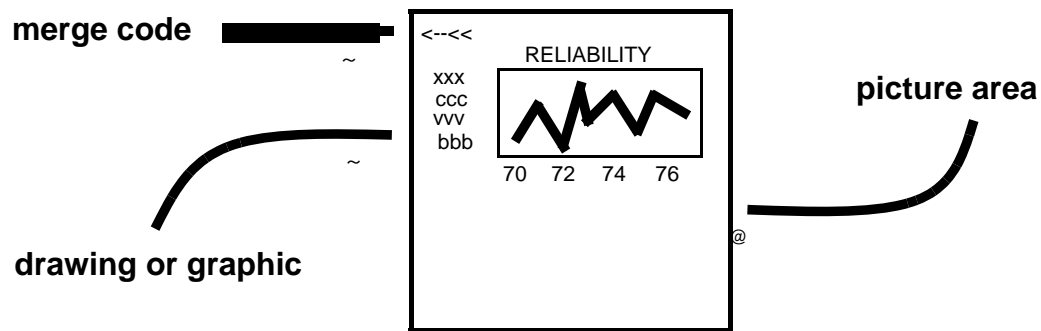 merge code
~
<--<<
RELIABILITY
xxx
ccc
vvv
bbb
70 72 74 76
picture area
~
@
drawing or graphic